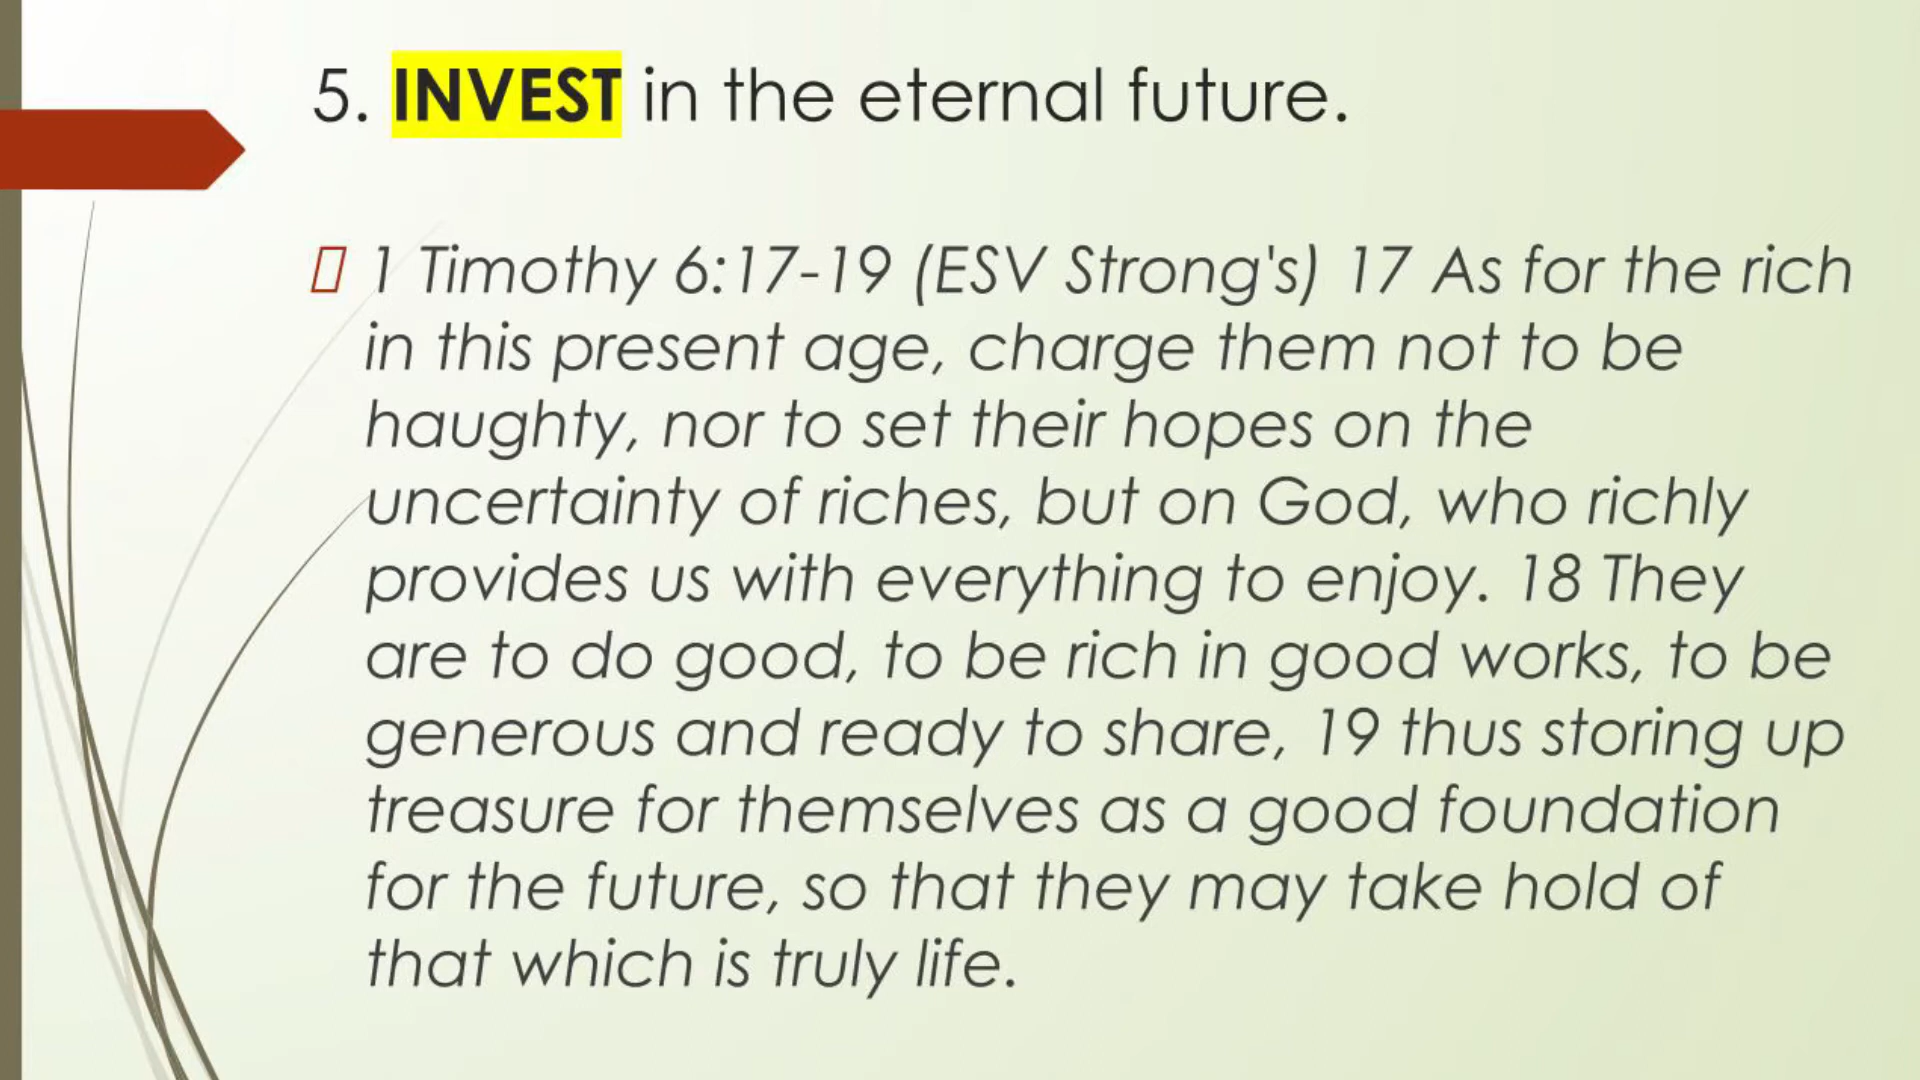 5. INVEST in the eternal future.
1 Timothy 6:17-19 (ESV Strong's) 17 As for the rich
in this present age, charge them not to be
haughty, nor to set their hopes on the
uncertainty of riches, but on God, who richly
provides us with everything to enjoy. 18 They
are to do good, to be rich in good works, to be
generous and ready to share, 19 thus storing up
treasure for themselves as a good foundation
for the future, so that they may take hold of
that which is truly life.